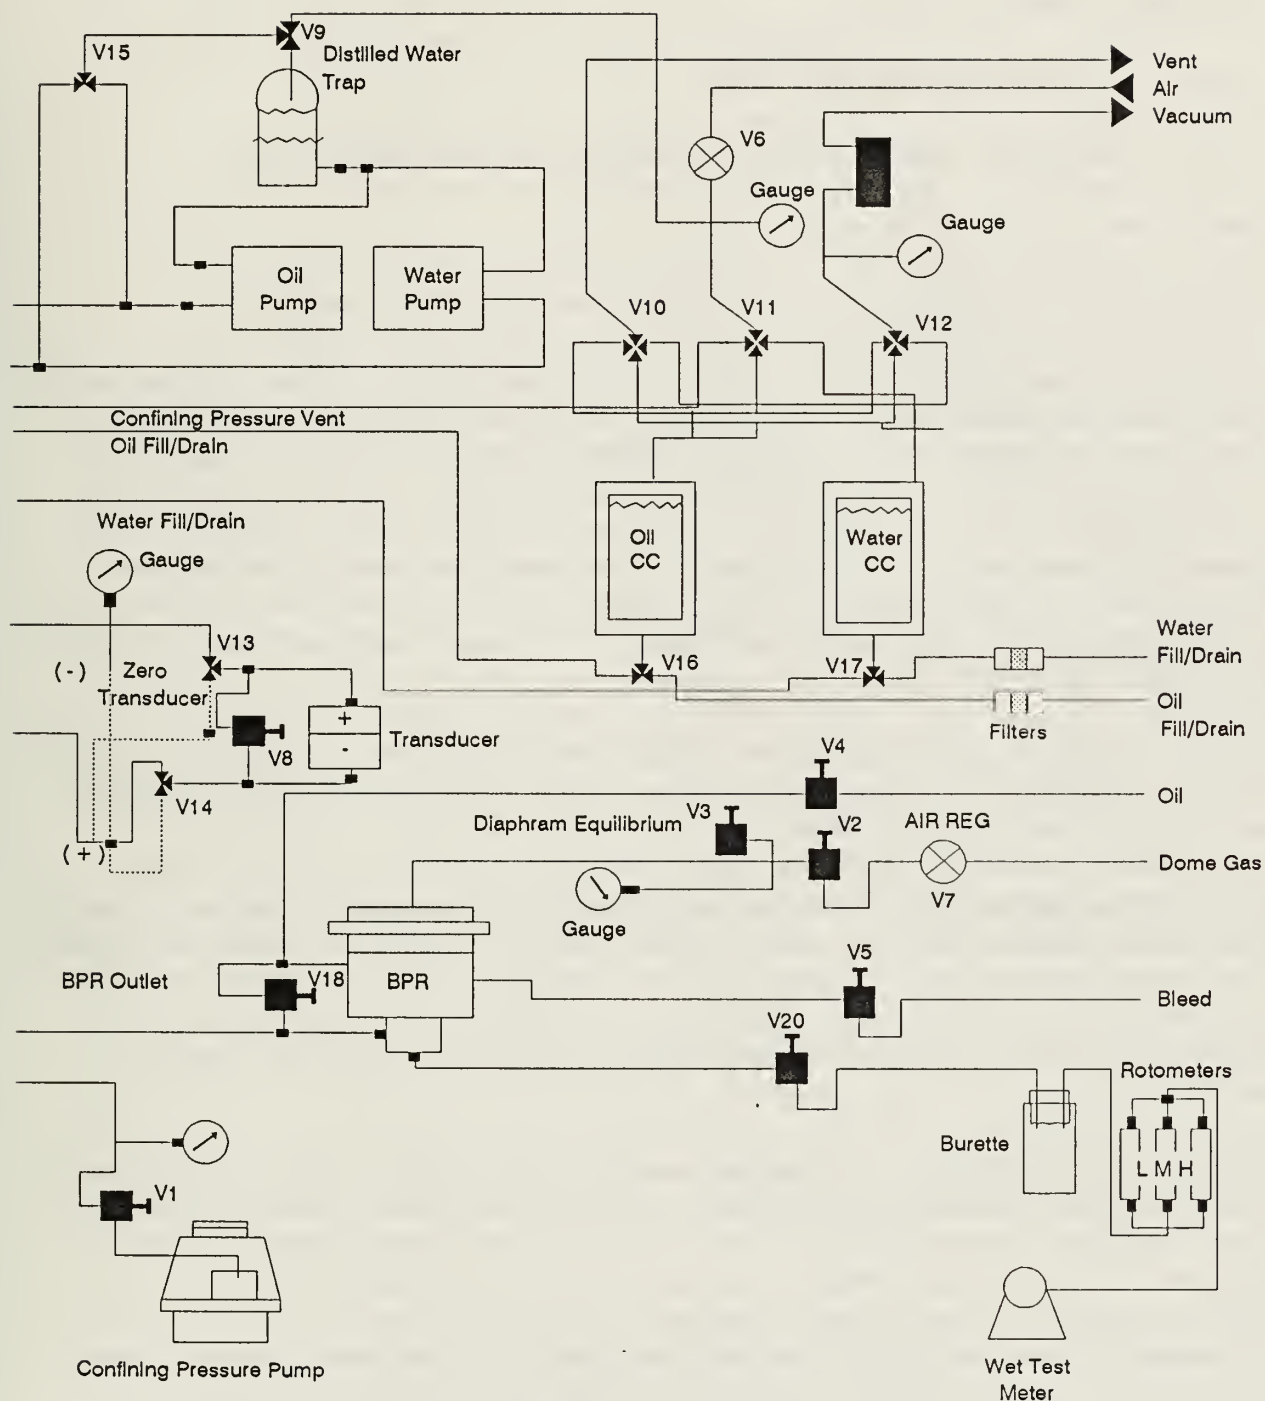 V15
V9
Distilled Water
Trap
Vent
Air
Vacuum
V6
Gauge
Gauge
Oil
Pump
Water
Pump
V10
V11
V12
Confining Pressure Vent
Oil Fill/Drain
Water Fill/Drain
Gauge
Oil
CC
Water
CC
V13
(-)
Zero
Transducer
V16
V17
Water
Fill/Drain
Oil
Fill/Drain
Filters
+
-
Transducer
V8
V14
(+)
V4
Oil
Diaphram Equilibrium
V3
V2
AIR REG
Dome Gas
V7
Gauge
BPR Outlet
V18
BPR
V5
Bleed
V20
Rotometers
Burette
L M H
V1
Confining Pressure Pump
Wet Test
Meter